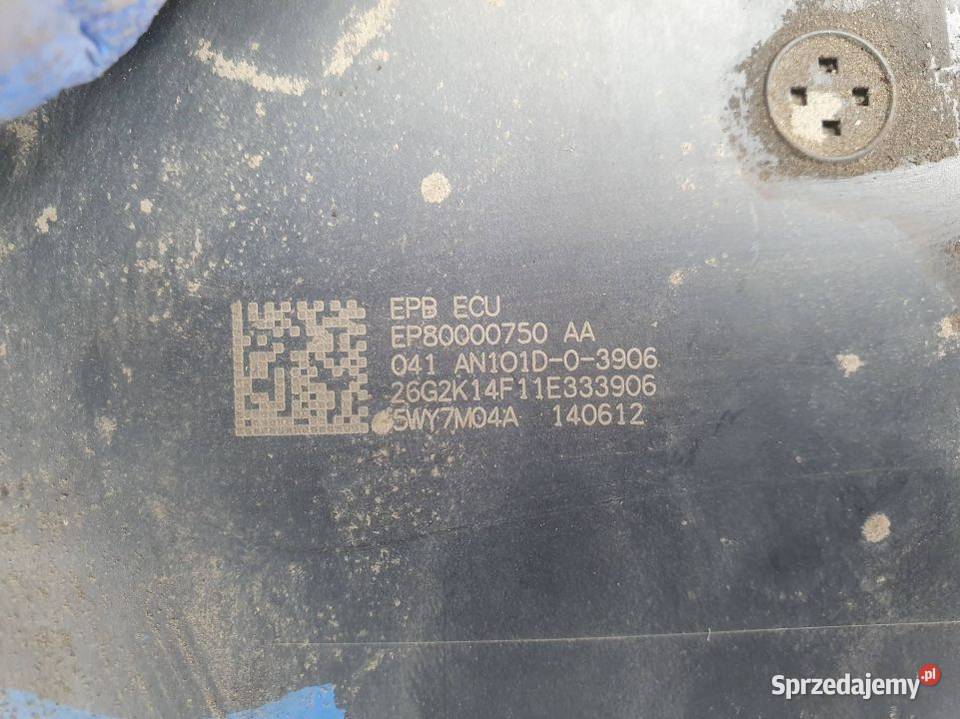 EPB ECU
EP80000750 AA
041 AN101D-0-3906
26G2K14F11E333906
5WY7M04A 140612
Sprzedajemy.pl